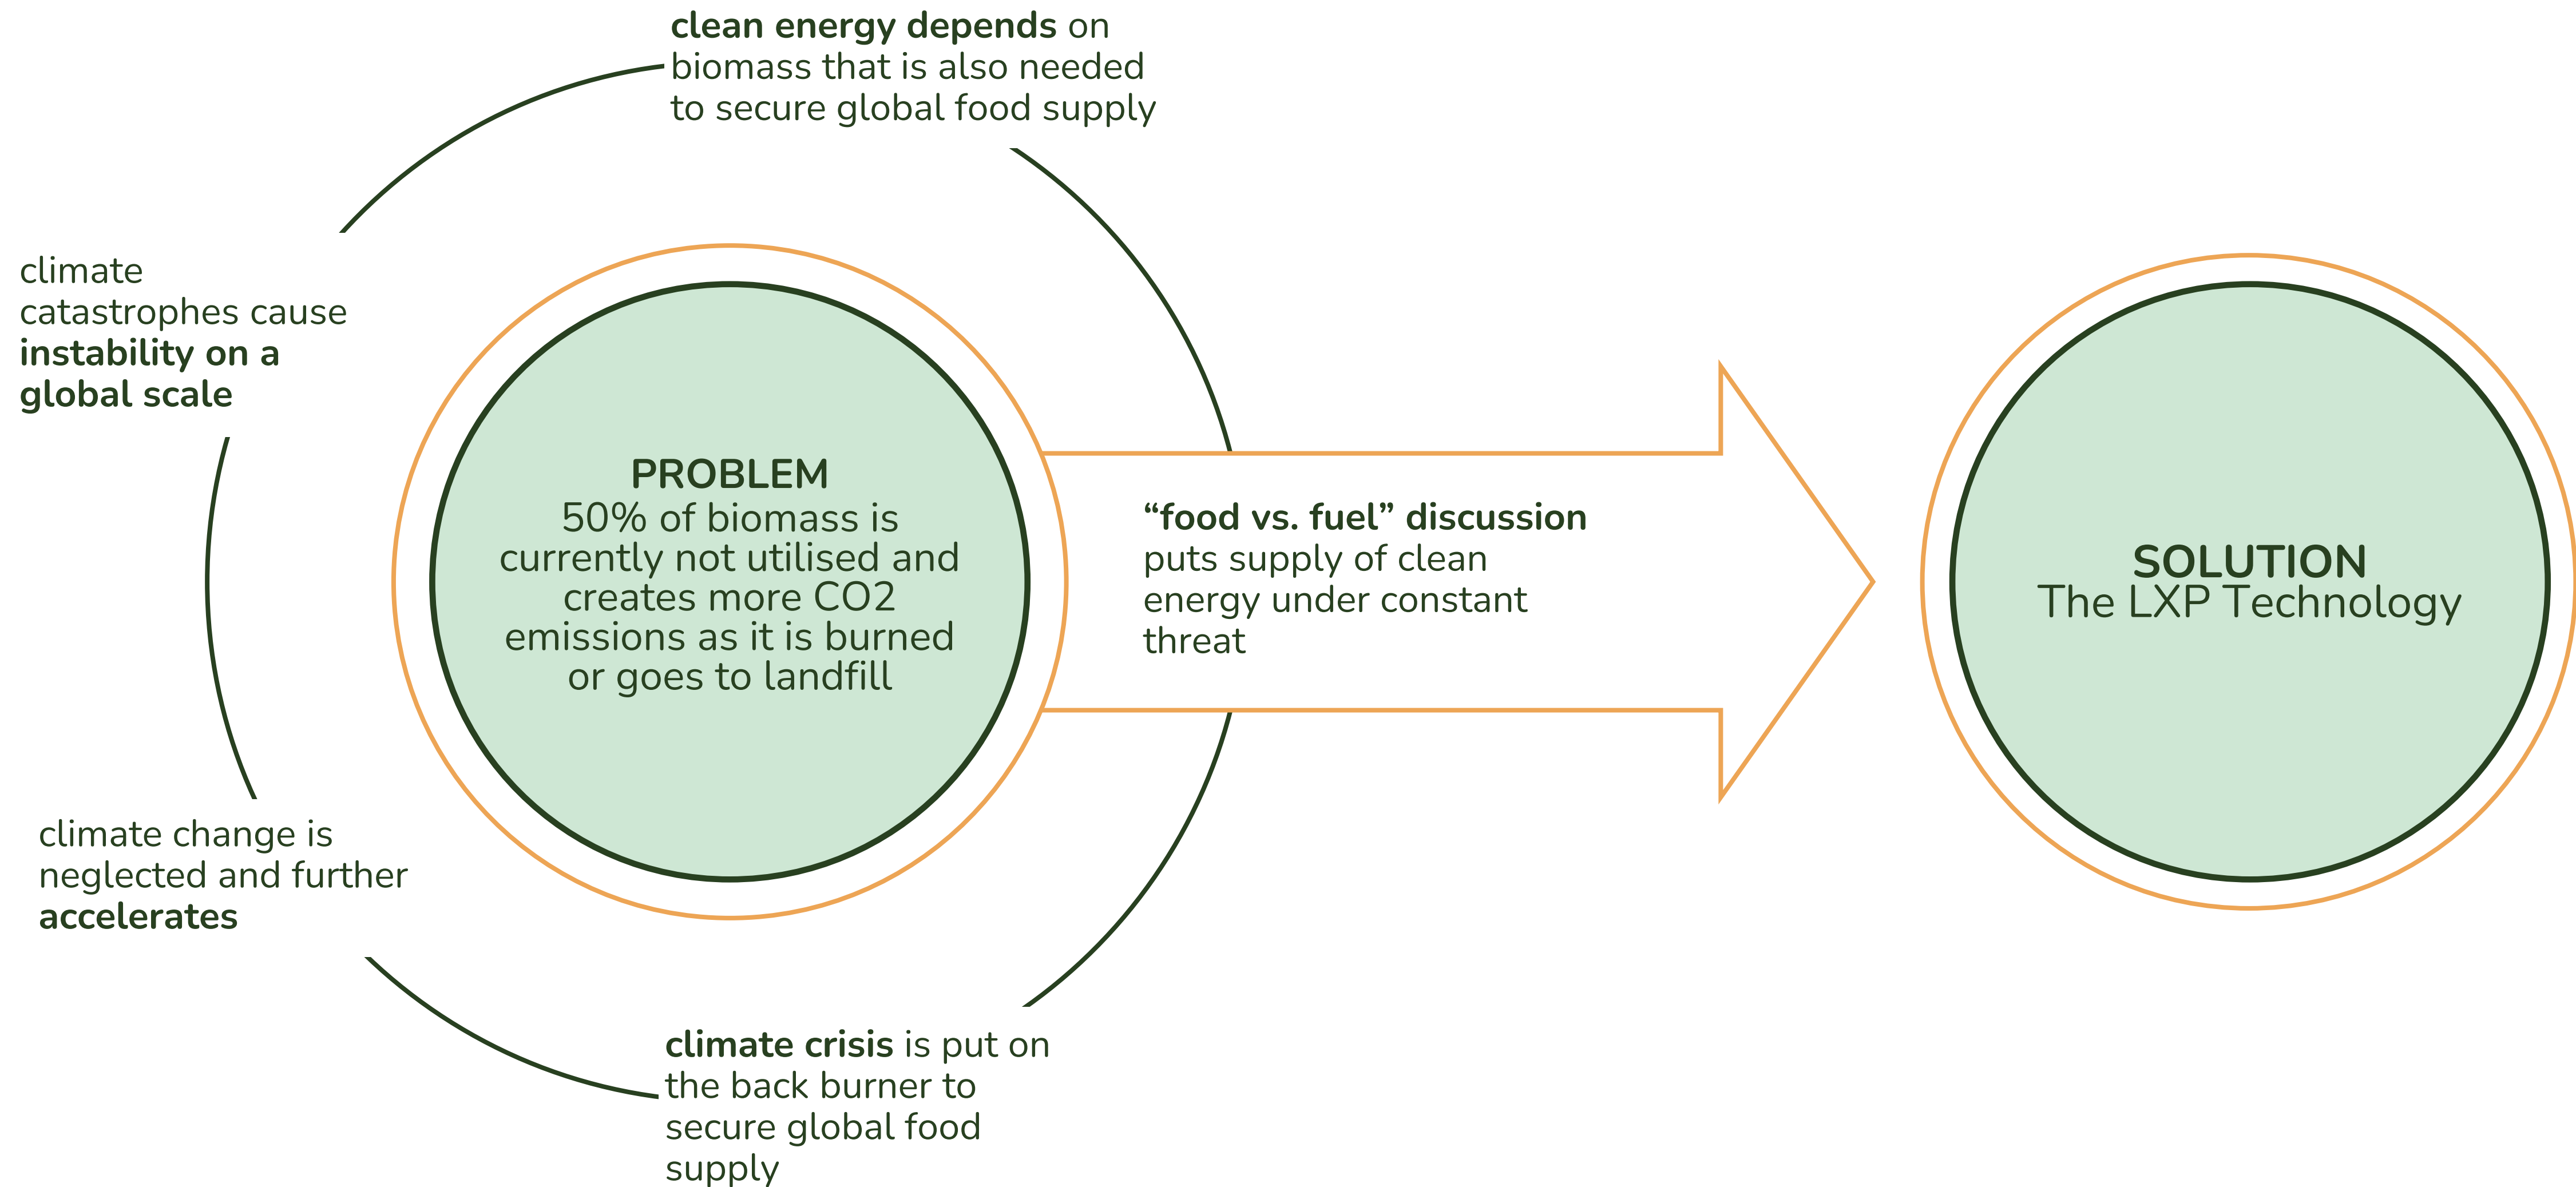 clean energy depends on
biomass that is also needed
to secure global food supply
climate
catastrophes cause
instability on a
global scale
PROBLEM
50% of biomass is
currently not utilised and
creates more CO2
emissions as it is burned
or goes to landfill
“food vs. fuel” discussion
puts supply of clean
energy under constant
threat
SOLUTION
The LXP Technology
climate change is
neglected and further
accelerates
climate crisis is put on
the back burner to
secure global food
supply